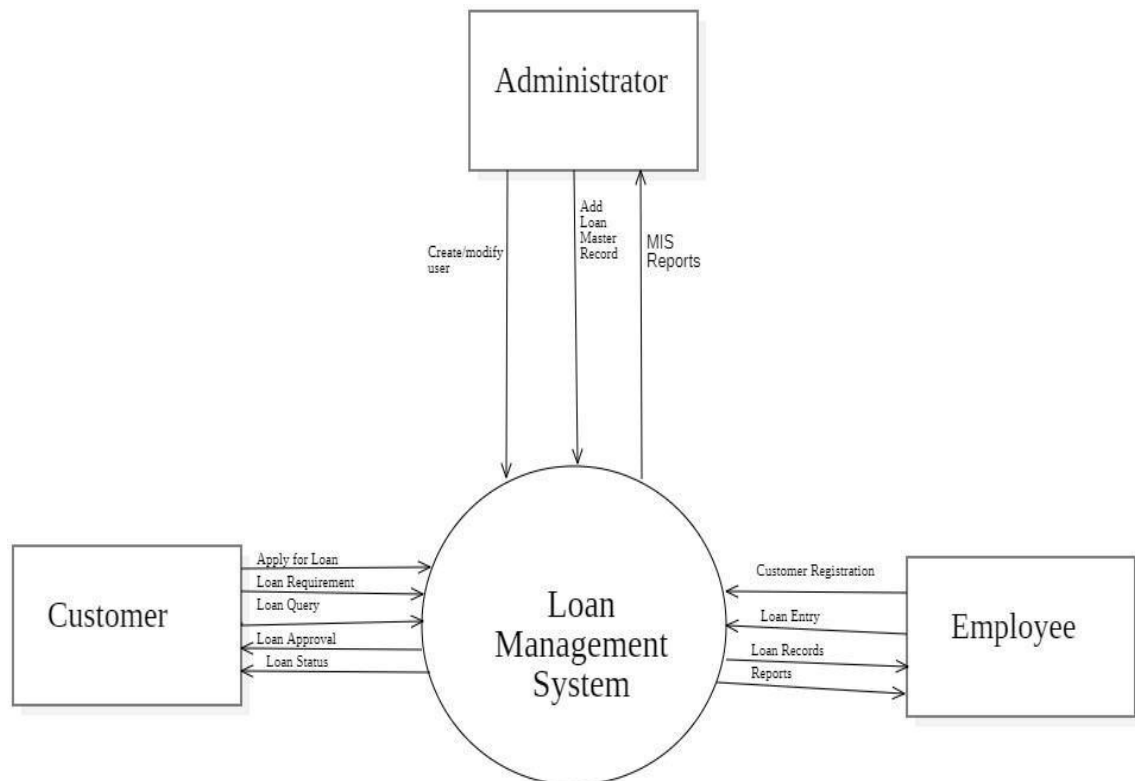 Administrator
Add
Loan
Master
Record
Create/modify
user
MIS
Reports
Apply for Loan
Loan Requirement
Loan Query
Loan Approval
Loan Status
Customer
Loan
Management
System
Customer Registration
Loan Entry
Loan Records
Reports
Employee